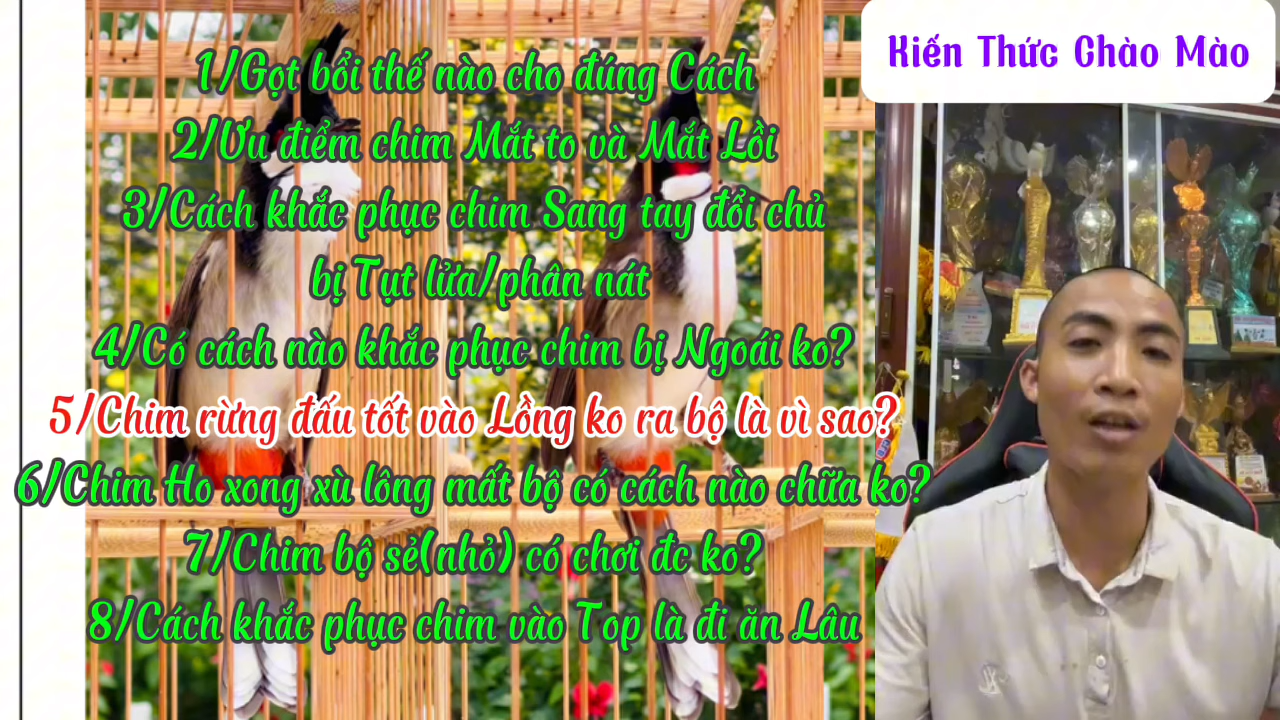 Kiến Thức Chào Mào
1/Gọt bổi thế nào cho đúng Cách
2/Ưu điểm chim Mắt to và Mắt Lồi
3/Cách khắc phục chim Sang tay đổi chủ
bị Tụt lửa/phân nát
4/Có cách nào khắc phục chim bị Ngoái ko?
5/Chim rừng đấu tốt vào Lồng ko ra bộ là vì sao?
6/Chim Ho xong xù lông mất bộ có cách nào chữa ko?
7/Chim bộ sẻ(nhỏ) có chơi đc ko?
8/Cách khắc phục chim vào Top là đi ăn Lâu